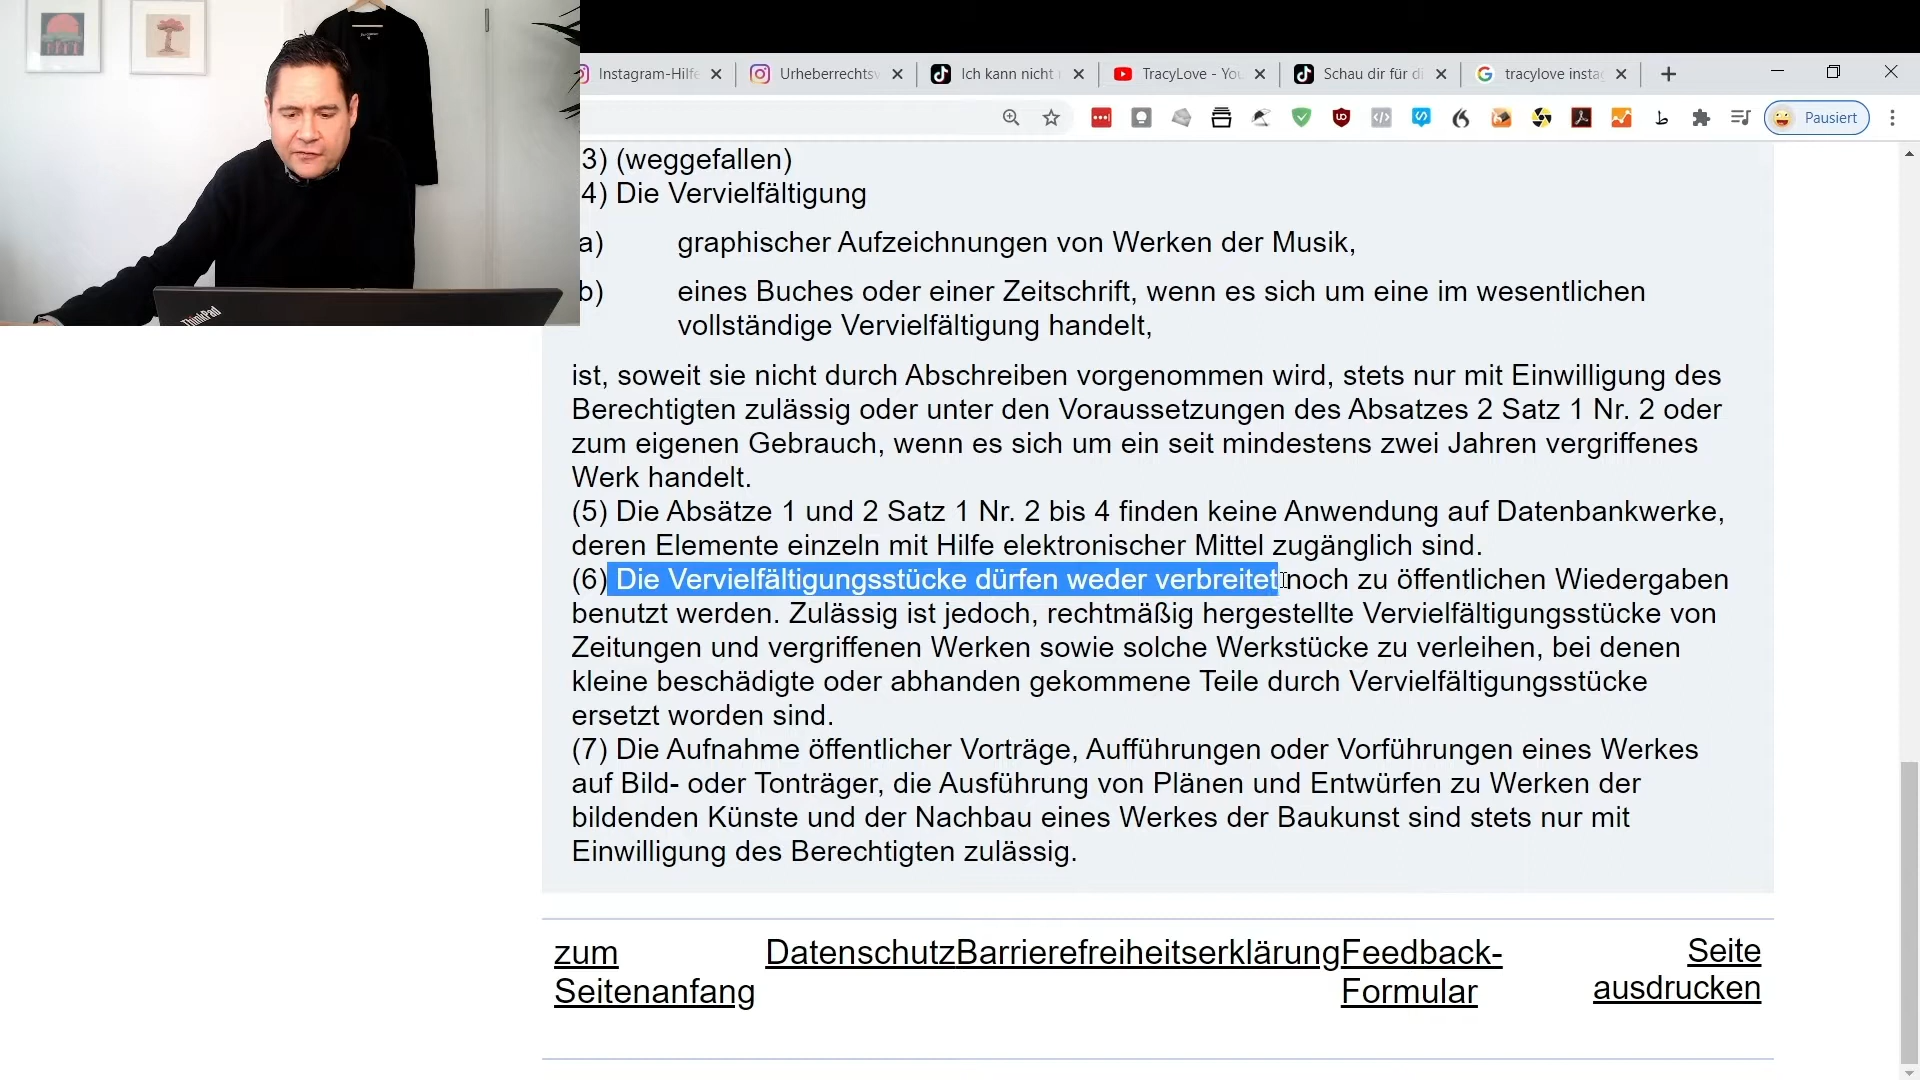 Instagram-Hilfe
Urheberrechtsv
Ich kann nicht
TracyLove - You
Schau dir für di
tracylove insta
Pausiert
3) (weggefallen)
4) Die Vervielfältigung
a) graphischer Aufzeichnungen von Werken der Musik,
b) eines Buches oder einer Zeitschrift, wenn es sich um eine im wesentlichen
vollständige Vervielfältigung handelt,
ist, soweit sie nicht durch Abschreiben vorgenommen wird, stets nur mit Einwilligung des
Berechtigten zulässig oder unter den Voraussetzungen des Absatzes 2 Satz 1 Nr. 2 oder
zum eigenen Gebrauch, wenn es sich um ein seit mindestens zwei Jahren vergriffenes
Werk handelt.
(5) Die Absätze 1 und 2 Satz 1 Nr. 2 bis 4 finden keine Anwendung auf Datenbankwerke,
deren Elemente einzeln mit Hilfe elektronischer Mittel zugänglich sind.
(6) Die Vervielfältigungsstücke dürfen weder verbreitet noch zu öffentlichen Wiedergaben
benutzt werden. Zulässig ist jedoch, rechtmäßig hergestellte Vervielfältigungsstücke von
Zeitungen und vergriffenen Werken sowie solche Werkstücke zu verleihen, bei denen
kleine beschädigte oder abhanden gekommene Teile durch Vervielfältigungsstücke
ersetzt worden sind.
(7) Die Aufnahme öffentlicher Vorträge, Aufführungen oder Vorführungen eines Werkes
auf Bild- oder Tonträger, die Ausführung von Plänen und Entwürfen zu Werken der
bildenden Künste und der Nachbau eines Werkes der Baukunst sind stets nur mit
Einwilligung des Berechtigten zulässig.
zum
Seitenanfang
Datenschutz
Barrierefreiheitserklärung
Feedback-
Formular
Seite
ausdrucken
ThinkPad